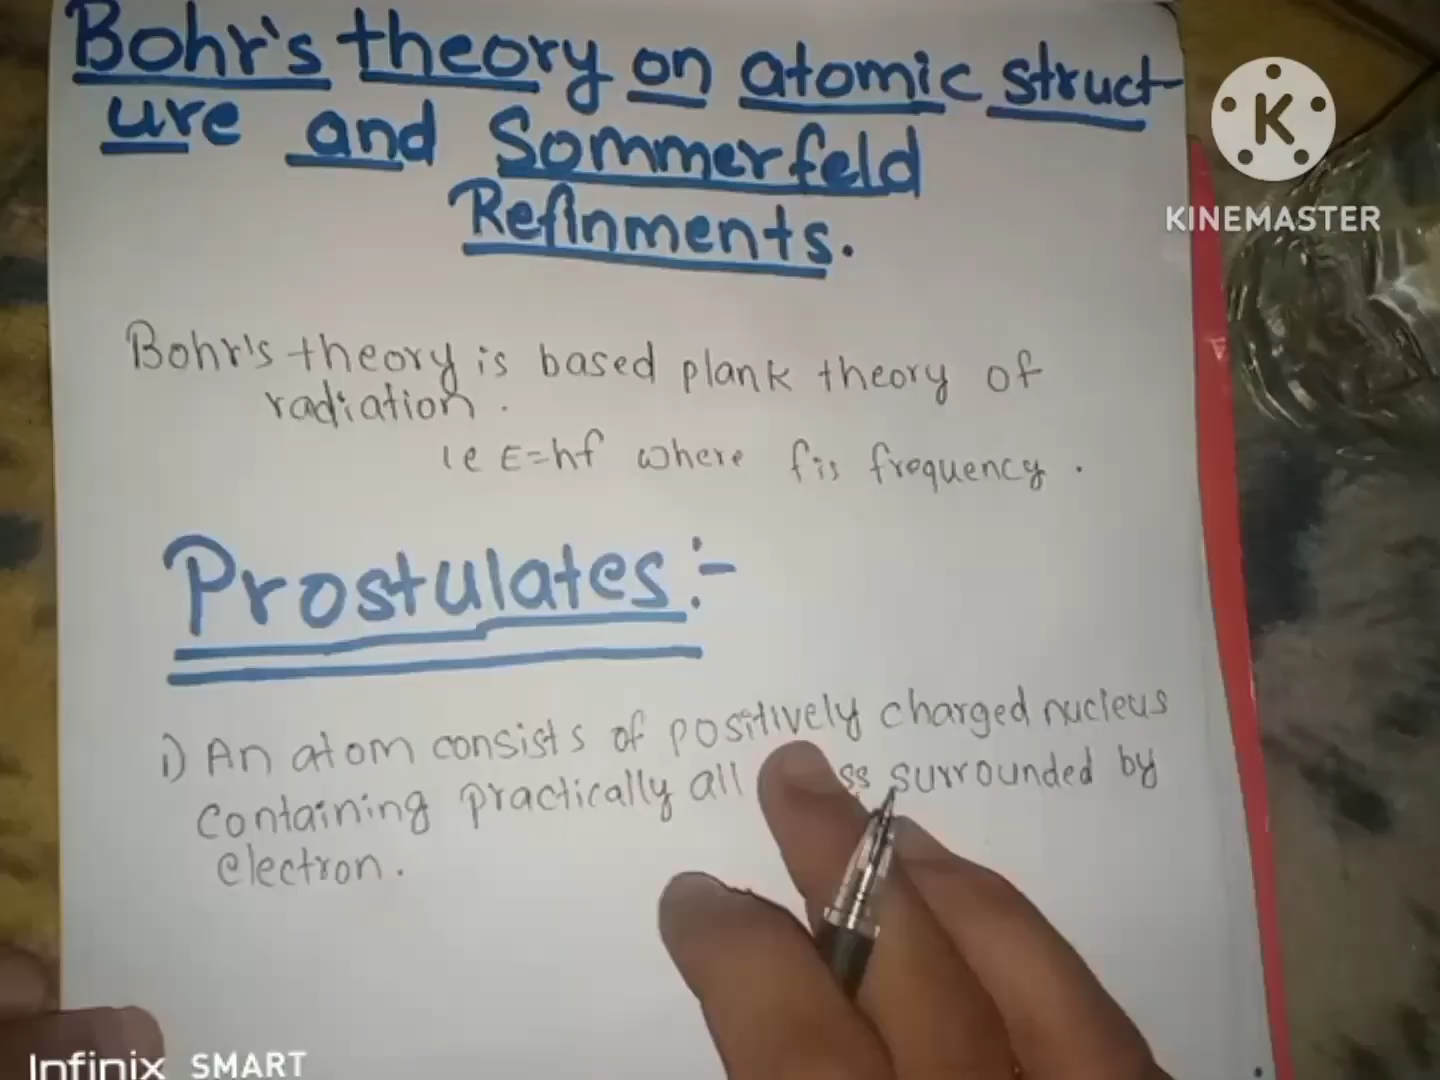 Bohr's theory on atomic struct-
ure and Sommerfeld
Refinments.
K
KINEMASTER
Bohr's theory is based plank theory of
radiation.
ie E=hf where f is frequency.
Prostulates:-
i) An atom consists of positively charged nucleus
containing practically all ss surrounded by
electron.
Infinix SMART